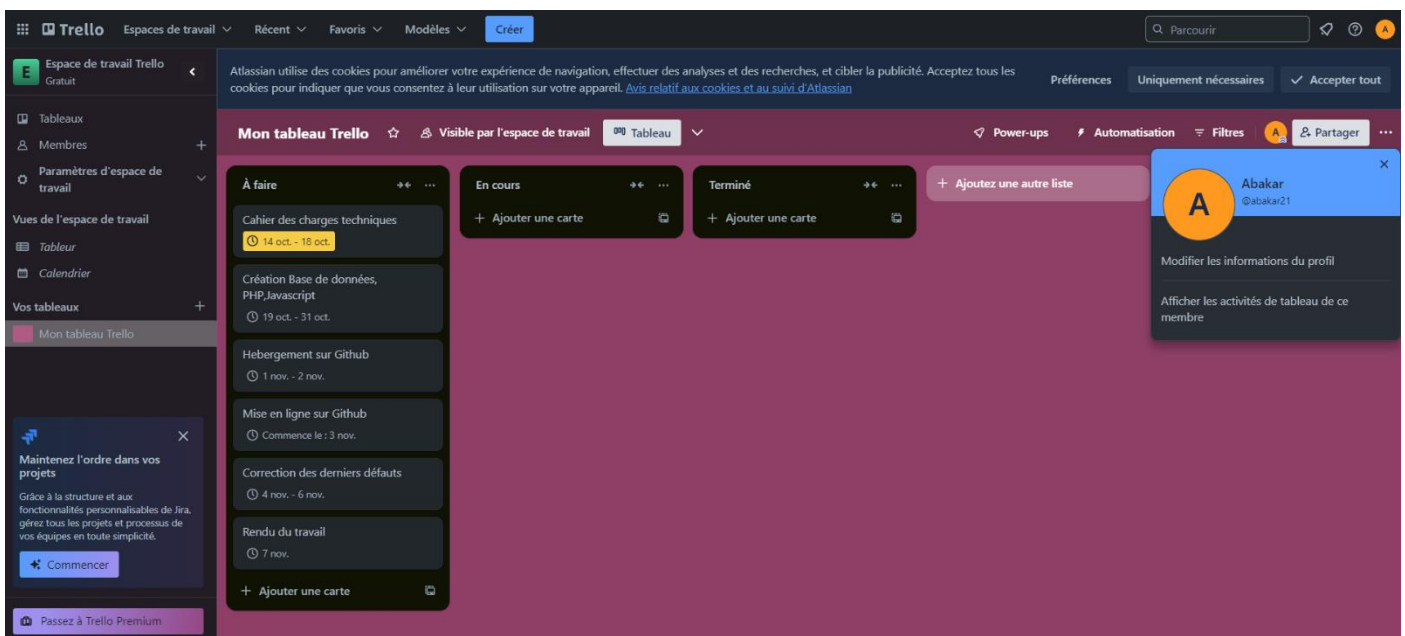 Trello
Espaces de travail
Récent
Favoris
Modèles
Créer
Parcourir
A
E
Espace de travail Trello
Gratuit
Tableaux
Membres
Paramètres d'espace de
travail
Vues de l'espace de travail
Tableur
Calendrier
Vos tableaux
Mon tableau Trello
Maintenez l'ordre dans vos
projets
Grâce à la structure et aux
fonctionnalités personnalisables de Jira,
gérez tous les projets et processus de
vos équipes en toute simplicité.
Commencer
Passez à Trello Premium
Atlassian utilise des cookies pour améliorer votre expérience de navigation, effectuer des analyses et des recherches, et cibler la publicité. Acceptez tous les
cookies pour indiquer que vous consentez à leur utilisation sur votre appareil. Avis relatif aux cookies et au suivi d'Atlassian
Préférences
Uniquement nécessaires
Accepter tout
Mon tableau Trello
Visible par l'espace de travail
Tableau
Power-ups
Automatisation
Filtres
A
Partager
À faire
Cahier des charges techniques
14 oct. - 18 oct.
Création Base de données,
PHP,Javascript
19 oct. - 31 oct.
Hebergement sur Github
1 nov. - 2 nov.
Mise en ligne sur Github
Commence le : 3 nov.
Correction des derniers défauts
4 nov. - 6 nov.
Rendu du travail
7 nov.
+ Ajouter une carte
En cours
+ Ajouter une carte
Terminé
+ Ajouter une carte
+ Ajoutez une autre liste
A
Abakar
@abakar21
Modifier les informations du profil
Afficher les activités de tableau de ce
membre